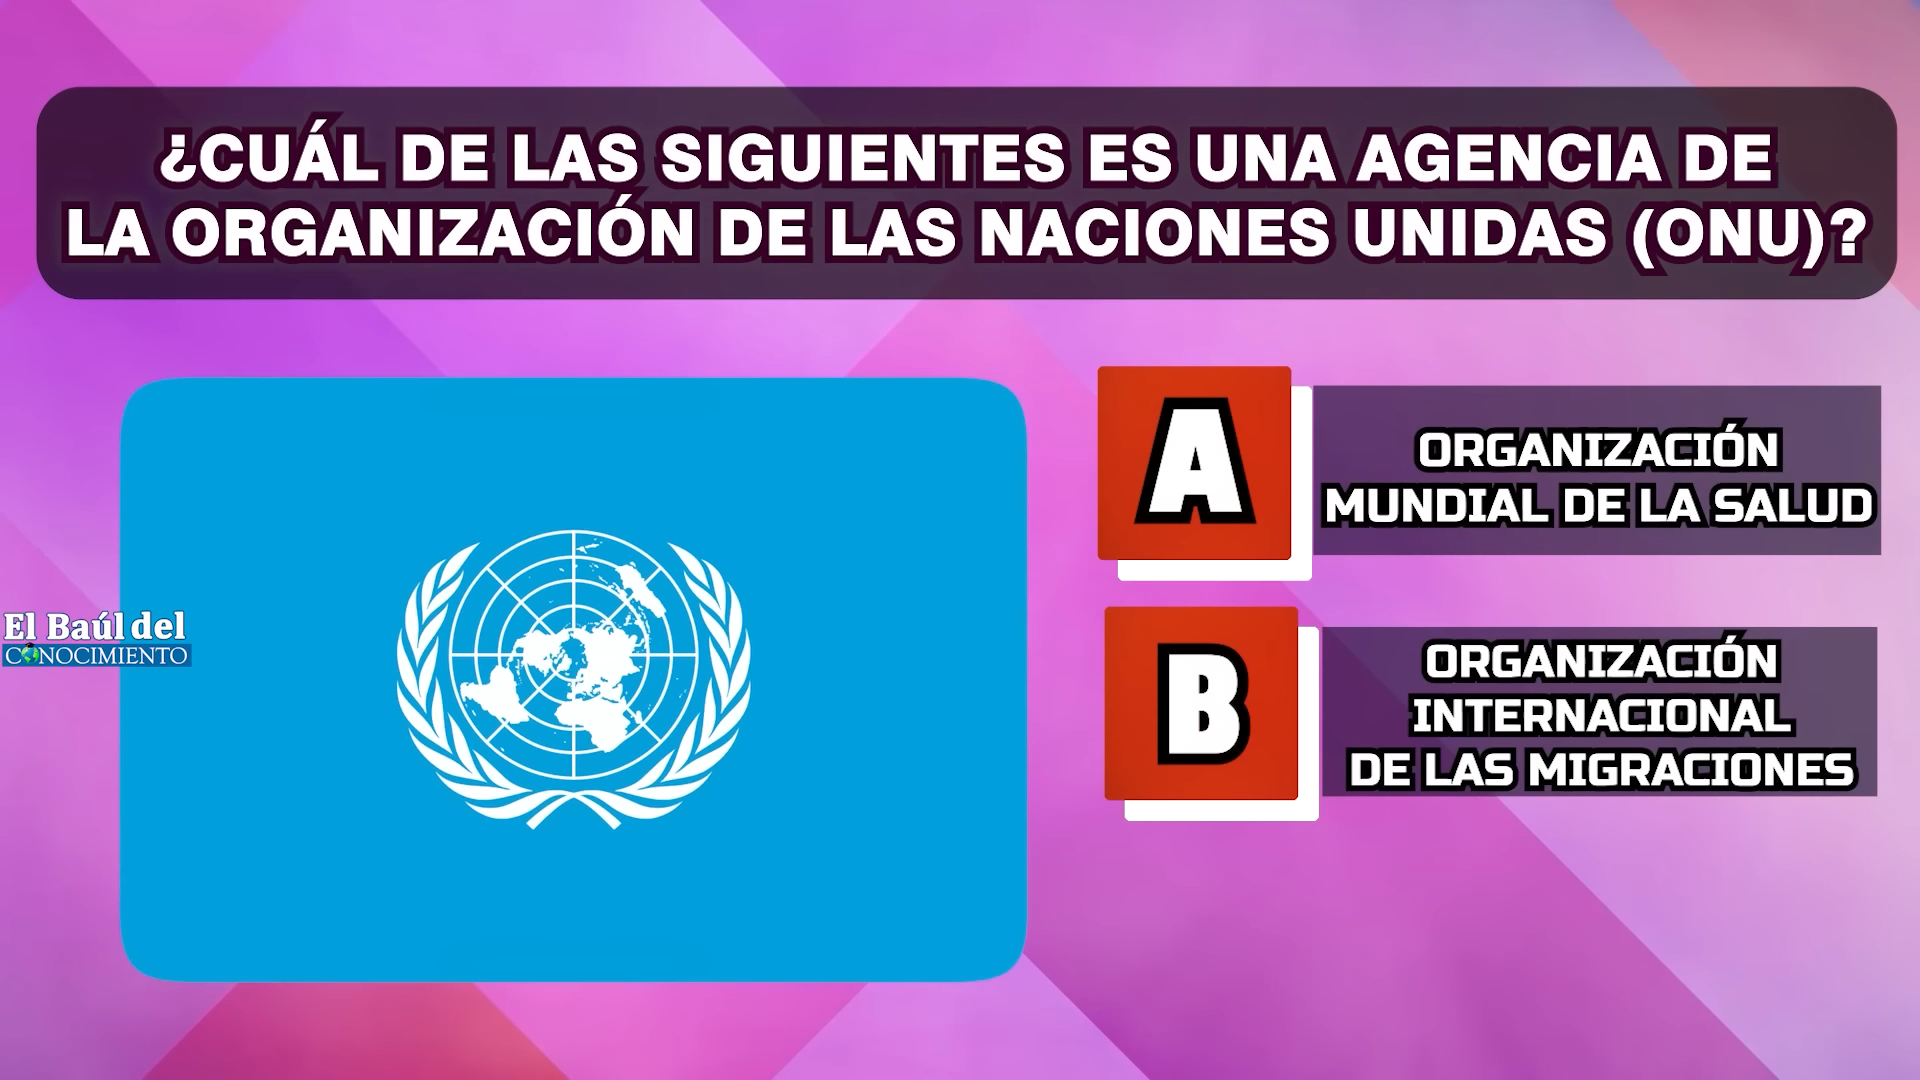 ¿CUÁL DE LAS SIGUIENTES ES UNA AGENCIA DE
LA ORGANIZACIÓN DE LAS NACIONES UNIDAS (ONU)?
A
ORGANIZACIÓN
MUNDIAL DE LA SALUD
B
ORGANIZACIÓN
INTERNACIONAL
DE LAS MIGRACIONES
El Baúl del
CONOCIMIENTO